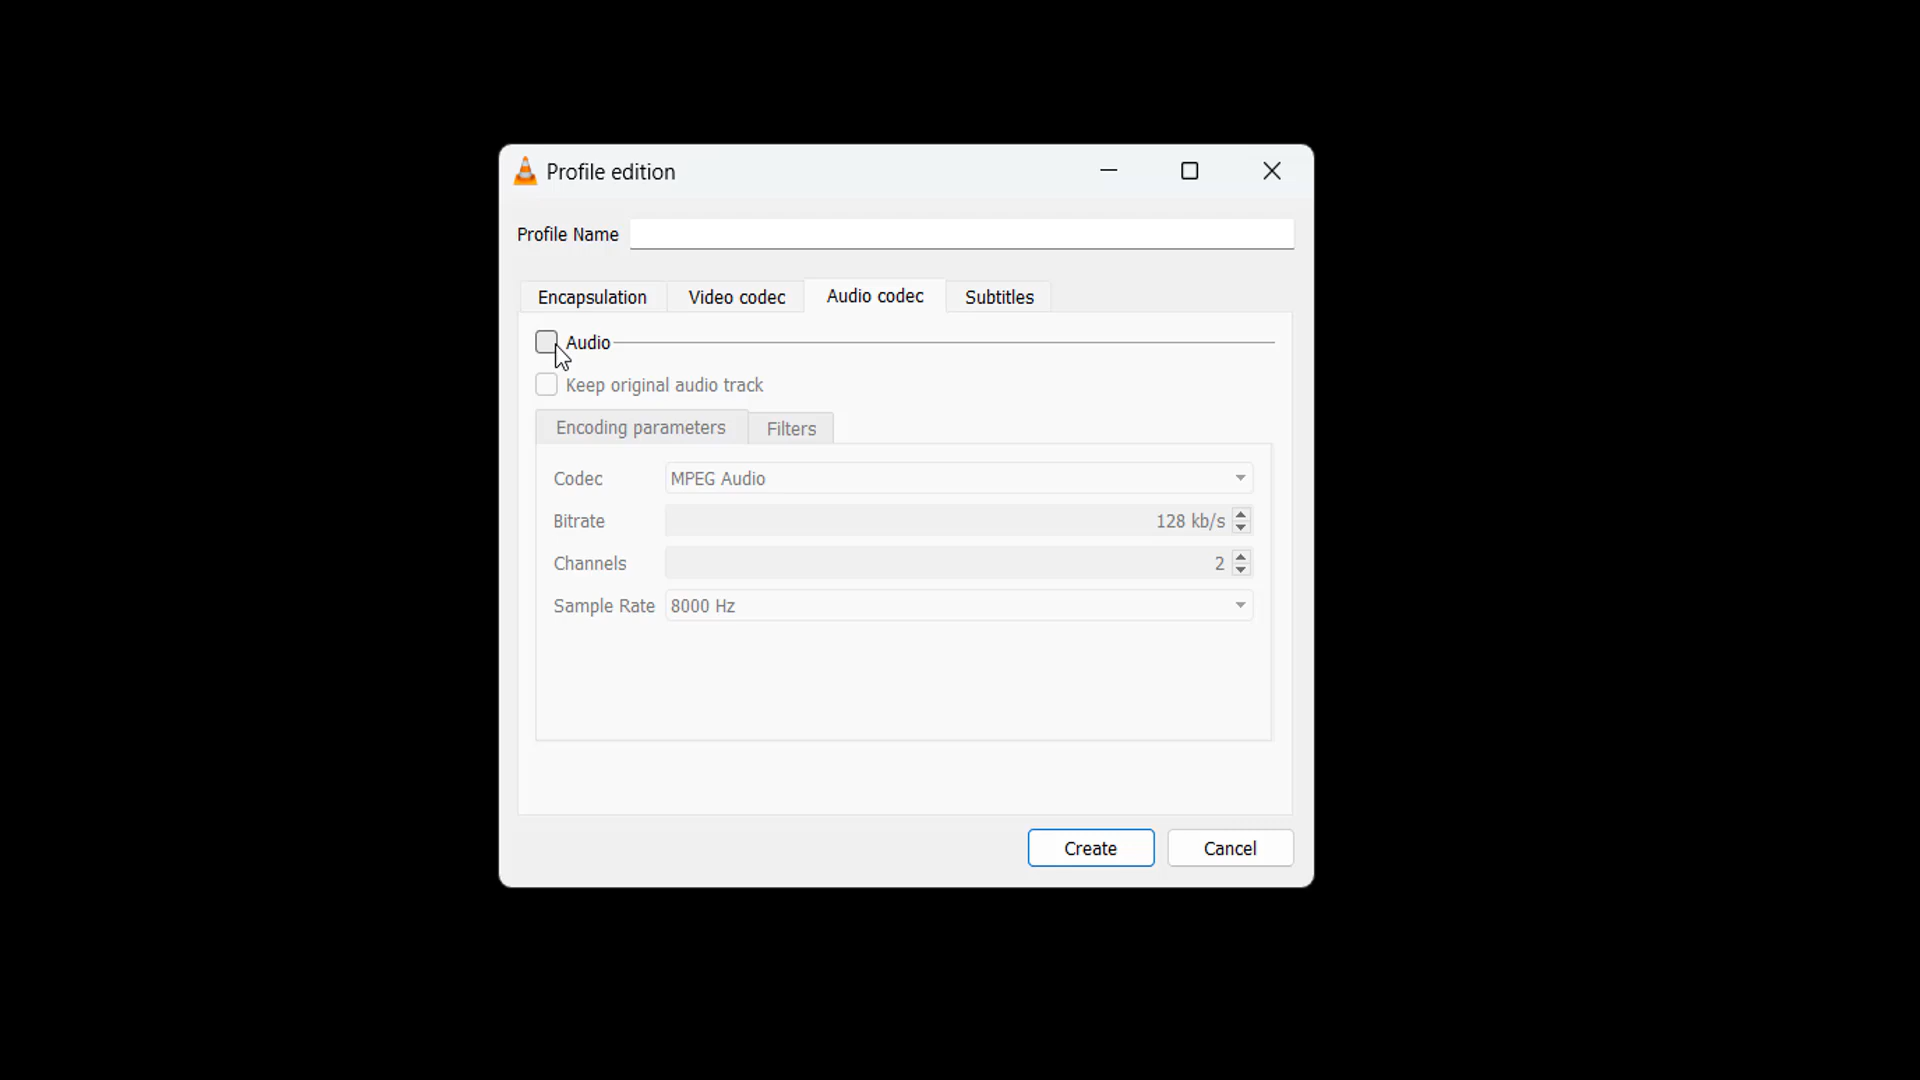 Profile edition
Profile Name
Encapsulation Video codec Audio codec Subtitles
Audio
Keep original audio track
Encoding parameters Filters
Codec MPEG Audio
Bitrate 128 kb/s
Channels 2
Sample Rate 8000 Hz
Create Cancel